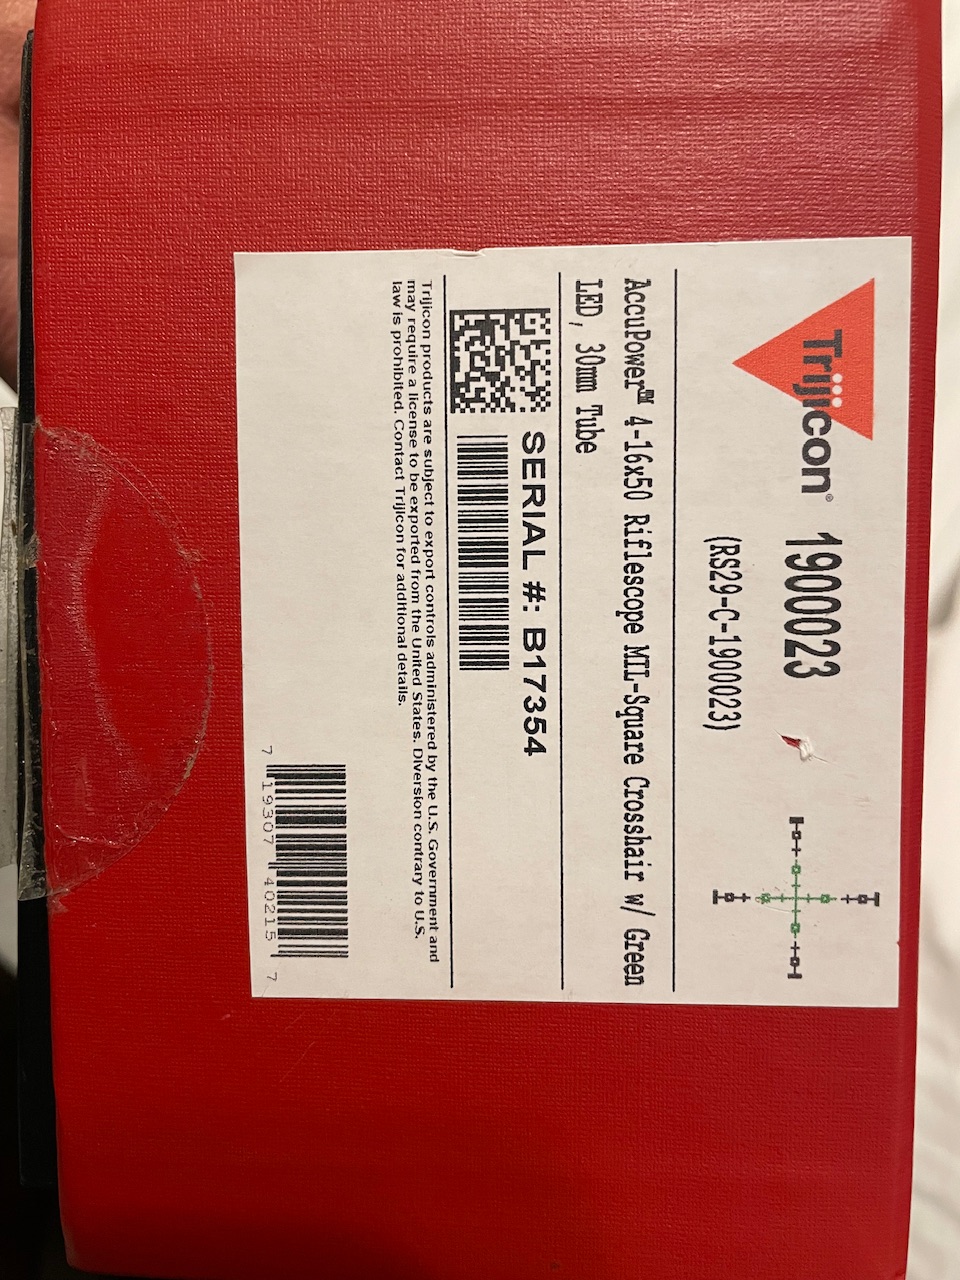 Trijicon® 1900023
(RS29-C-1900023)
AccuPower™ 4-16x50 Riflescope MIL-Square Crosshair w/ Green
LED, 30mm Tube
SERIAL #: B17354
Trijicon products are subject to export controls administered by the U.S. Government and
may require a license to be exported from the United States. Diversion contrary to U.S.
law is prohibited. Contact Trijicon for additional details.
7 19307 40215 7